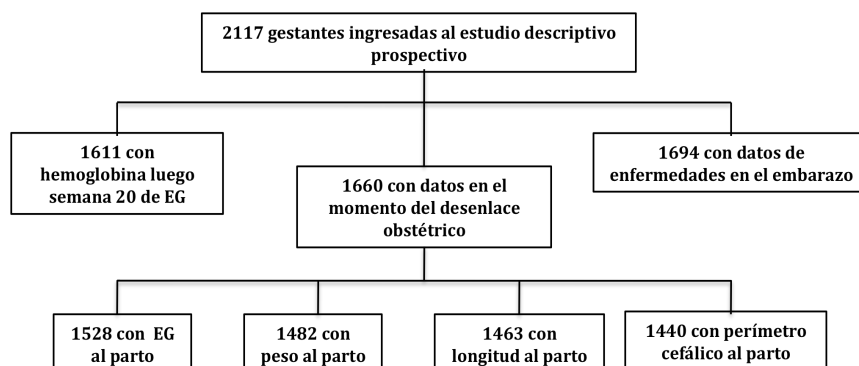 2117 gestantes ingresadas al estudio descriptivo
prospectivo
1611 con
hemoglobina luego
semana 20 de EG
1660 con datos en el
momento del desenlace
obstétrico
1694 con datos de
enfermedades en el embarazo
1528 con EG
al parto
1482 con
peso al parto
1463 con
longitud al parto
1440 con perímetro
cefálico al parto